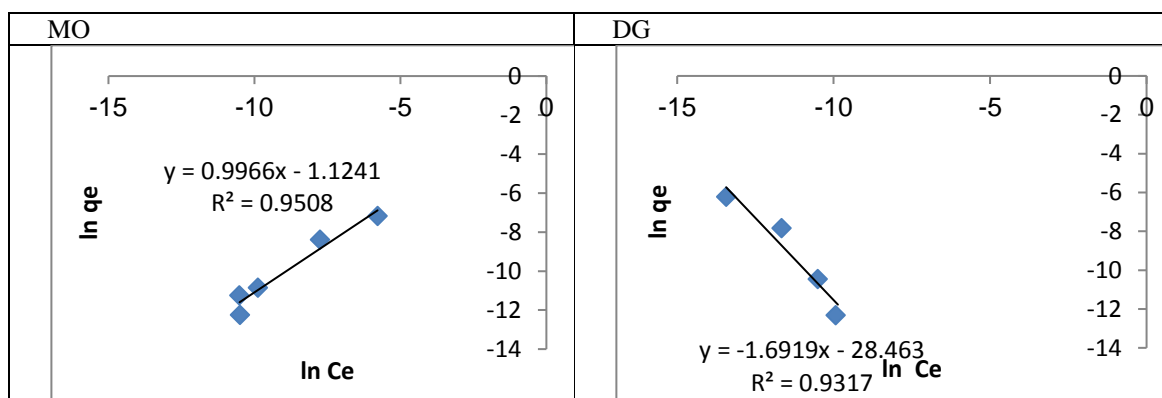 MO
DG
-15 -10 -5 0
0
-2
-4
-6
-8
-10
-12
-14
y = 0.9966x - 1.1241
R² = 0.9508
ln qe
ln Ce
-15 -10 -5 0
0
-2
-4
-6
-8
-10
-12
-14
ln qe
y = -1.6919x - 28.463
R² = 0.9317
ln Ce